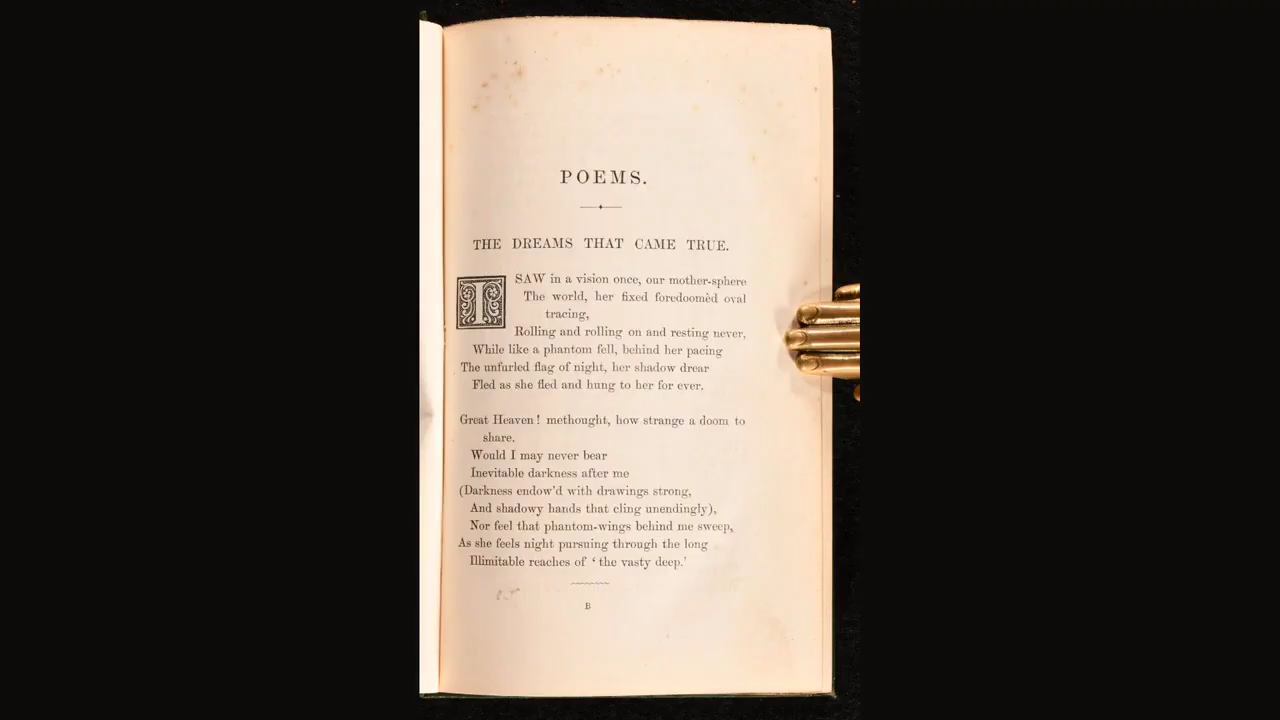 POEMS.
THE DREAMS THAT CAME TRUE.
I SAW in a vision once, our mother-sphere
The world, her fixed foredoomèd oval
tracing,
Rolling and rolling on and resting never,
While like a phantom fell, behind her pacing
The unfurled flag of night, her shadow drear
Fled as she fled and hung to her for ever.
Great Heaven! methought, how strange a doom to
share.
Would I may never bear
Inevitable darkness after me
(Darkness endow'd with drawings strong,
And shadowy hands that cling unendingly),
Nor feel that phantom-wings behind me sweep,
As she feels night pursuing through the long
Illimitable reaches of ‘the vasty deep.’
B